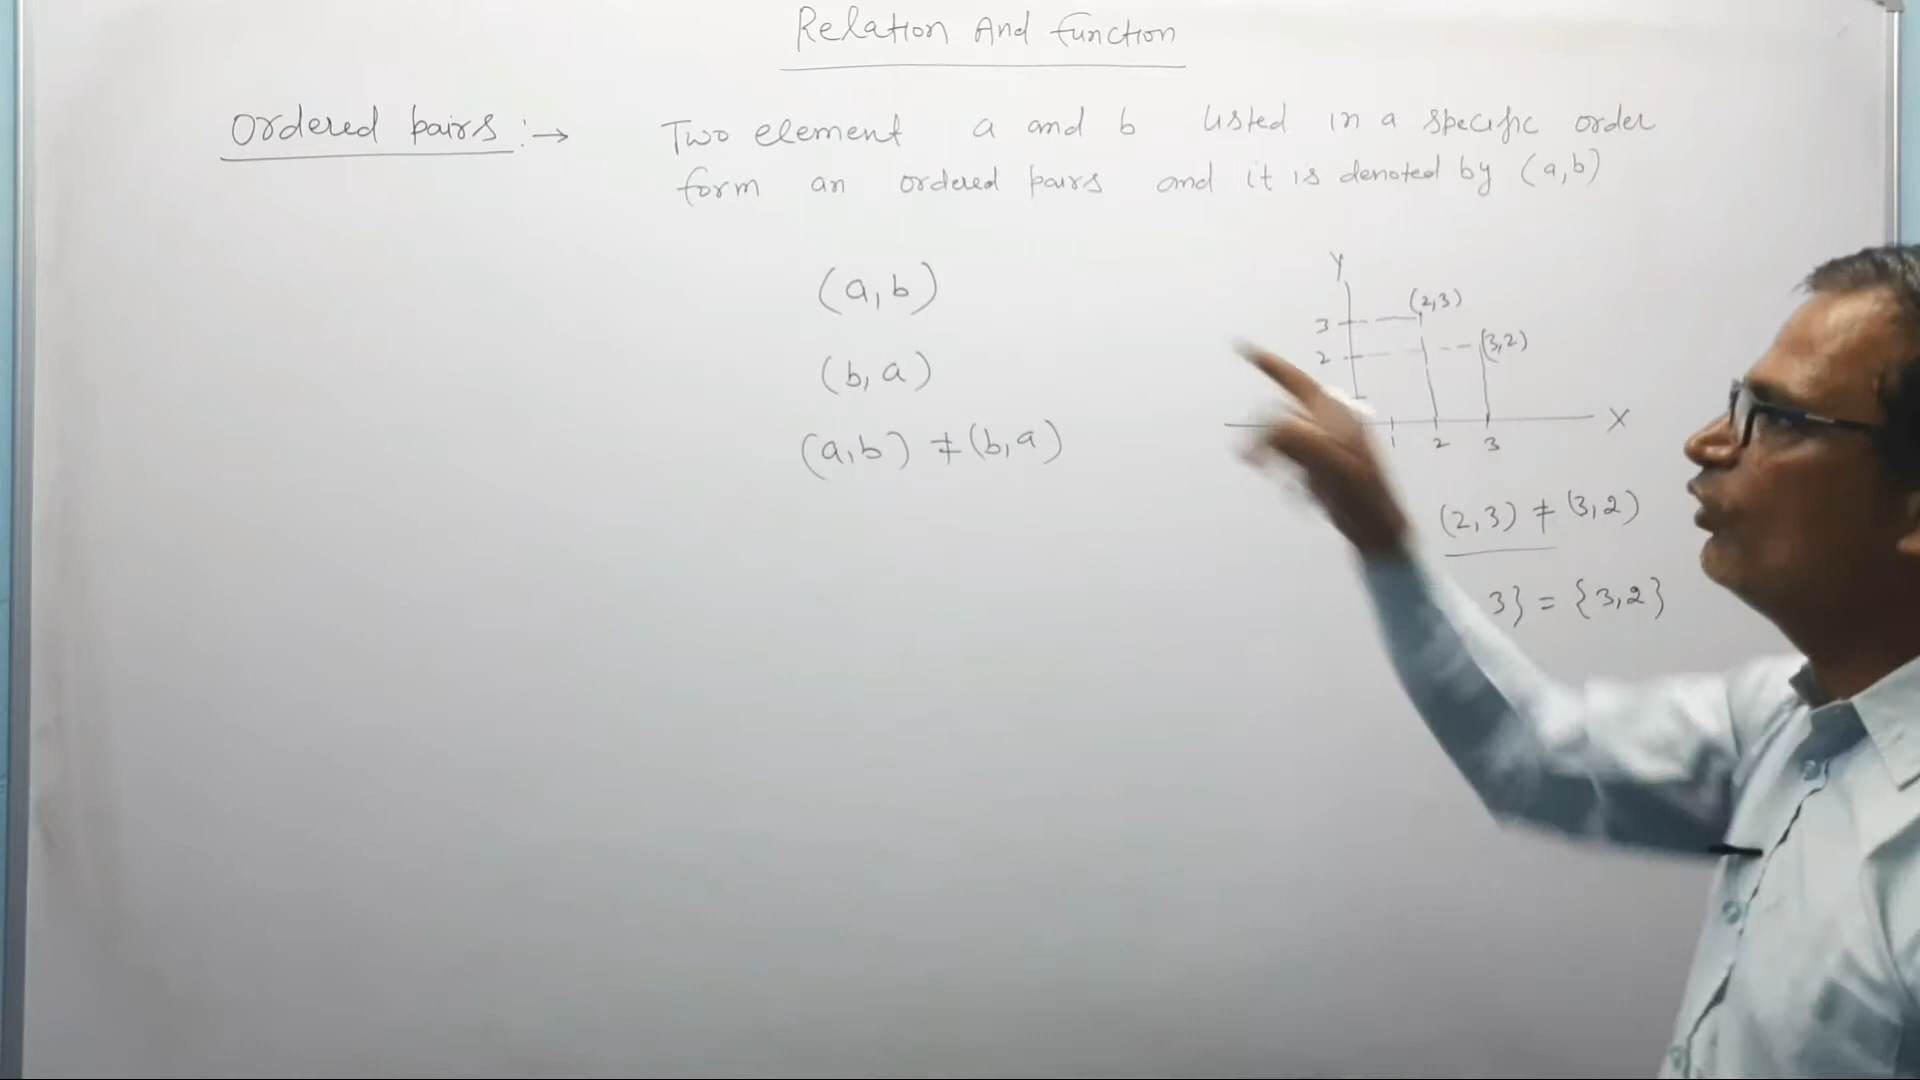 Relation And function
Ordered pairs :→ Two element a and b listed in a specific order
form an ordered pairs and it is denoted by (a,b)
(a,b)
(b,a)
(a,b) ≠ (b,a)
Y
(2,3)
3
(3,2)
2
X
1 2 3
(2,3) ≠ (3,2)
3} = {3,2}